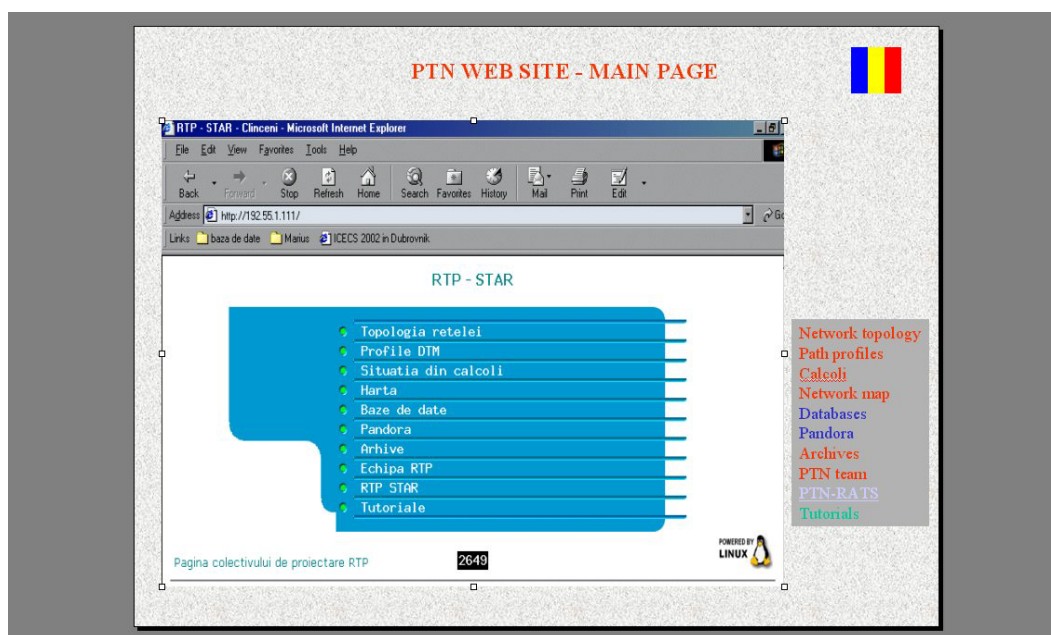 PTN WEB SITE - MAIN PAGE
RTP - STAR - Clinceni - Microsoft Internet Explorer
File Edit View Favorites Tools Help
Back Forward Stop Refresh Home Search Favorites History Mail Print Edit
Address http://192.55.1.111/ Go
Links baza de date Marius ICECS 2002 in Dubrovnik
RTP - STAR
Topologia retelei
Profile DTM
Situatia din calcoli
Harta
Baze de date
Pandora
Arhive
Echipa RTP
RTP STAR
Tutoriale
Network topology
Path profiles
Calcoli
Network map
Databases
Pandora
Archives
PTN team
PTN-RATS
Tutorials
Pagina colectivului de proiectare RTP
2649
POWERED BY
LINUX